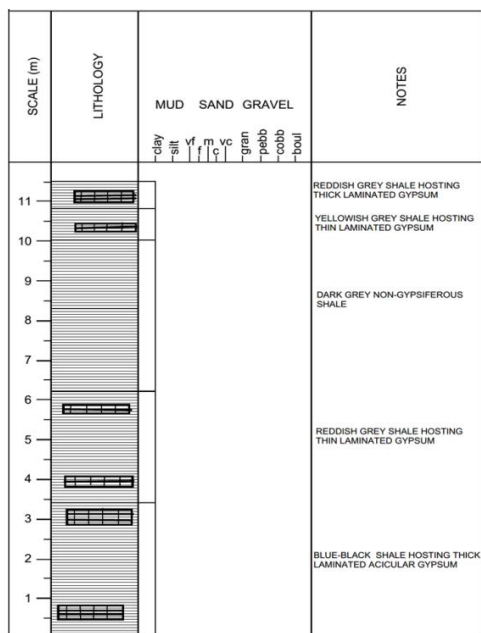 SCALE (m)
LITHOLOGY
MUD SAND GRAVEL
clay
silt
vf
f
m
c
vc
gran
pebb
cobb
boul
NOTES
11
10
9
8
7
6
5
4
3
2
1
REDDISH GREY SHALE HOSTING
THICK LAMINATED GYPSUM
YELLOWISH GREY SHALE HOSTING
THIN LAMINATED GYPSUM
DARK GREY NON-GYPSIFEROUS
SHALE
REDDISH GREY SHALE HOSTING
THIN LAMINATED GYPSUM
BLUE-BLACK SHALE HOSTING THICK
LAMINATED ACICULAR GYPSUM